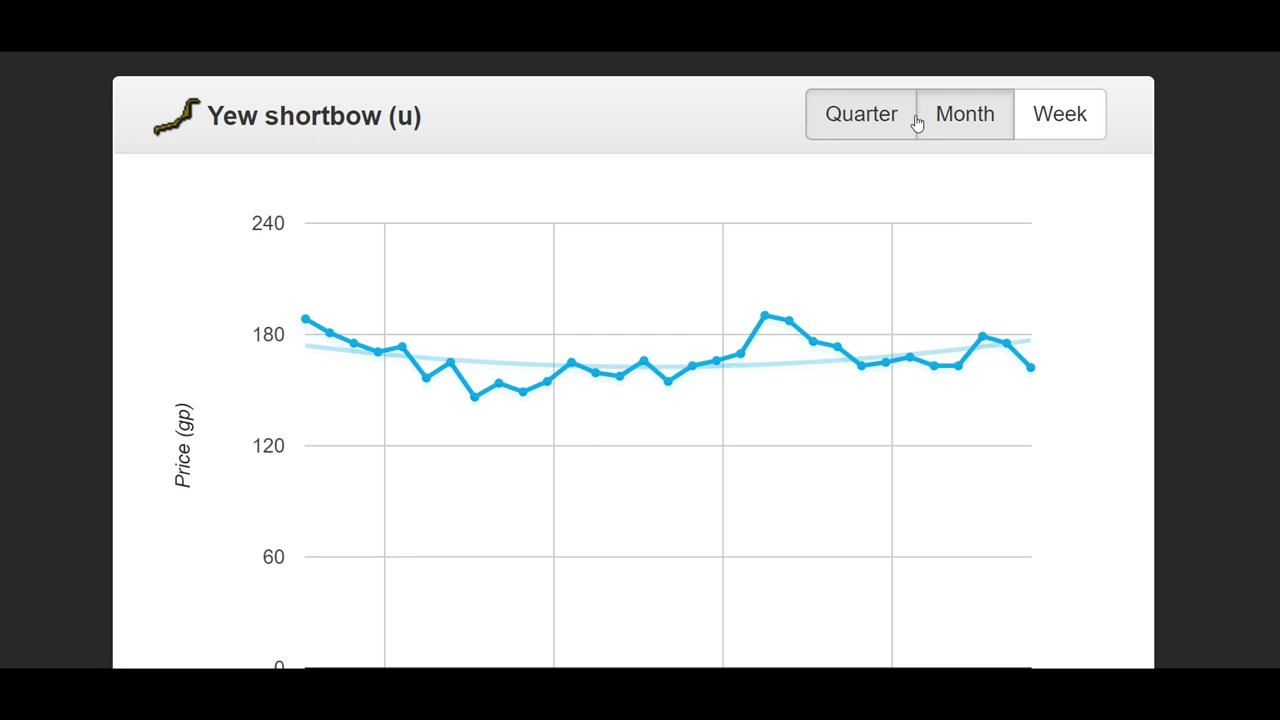 Yew shortbow (u)
Quarter
Month
Week
240
180
120
60
0
Price (gp)